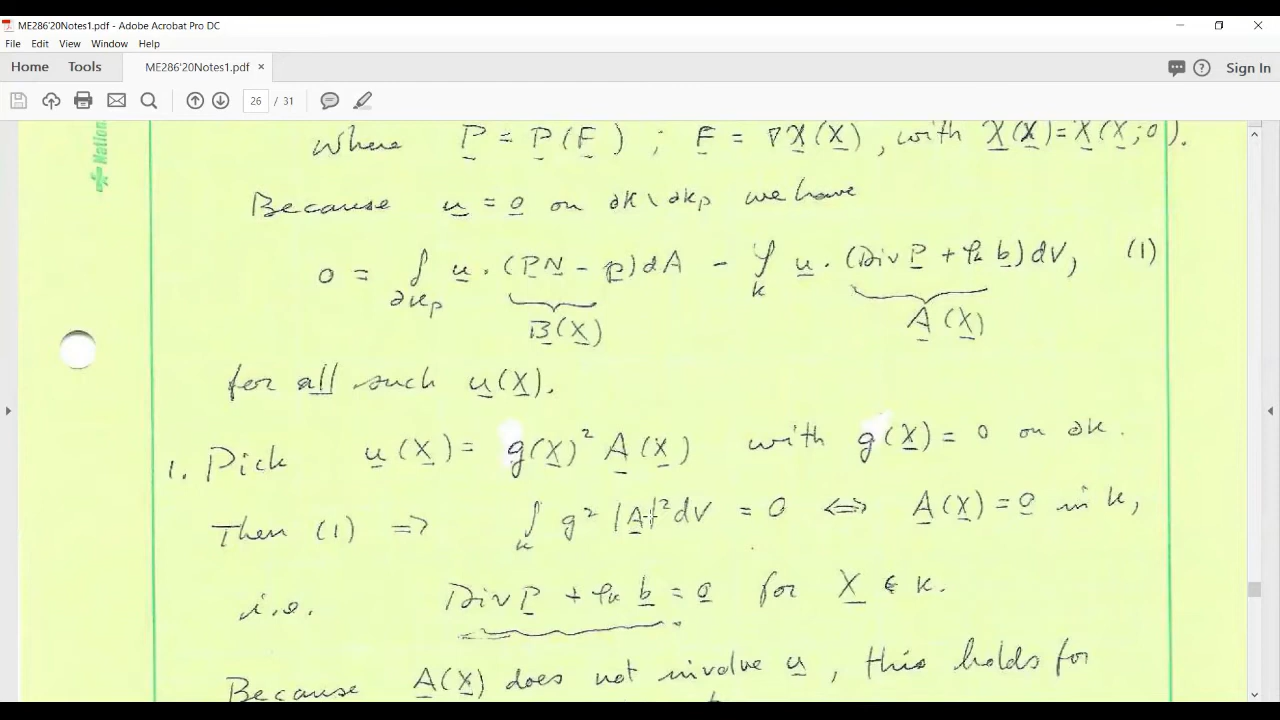 ME286'20Notes1.pdf - Adobe Acrobat Pro DC
File Edit View Window Help
Home Tools ME286'20Notes1.pdf × Sign In
26 / 31
Nation
where P = P(F) ; F = ∇χ(X), with χ(X) = χ(X; 0).
Because u = 0 on ∂κ \ ∂κp we have
0 = ∫∂κp u · (PN - p) dA - ∫κ u · (Div P + ρκ b) dV, (1)
B(X) A(X)
for all such u(X).
1. Pick u(X) = g(X)² A(X) with g(X) = 0 on ∂κ.
Then (1) => ∫κ g² |A|² dV = 0 <=> A(X) = 0 in κ,
i.e. Div P + ρκ b = 0 for X ∈ κ.
Because A(X) does not involve u, this holds for